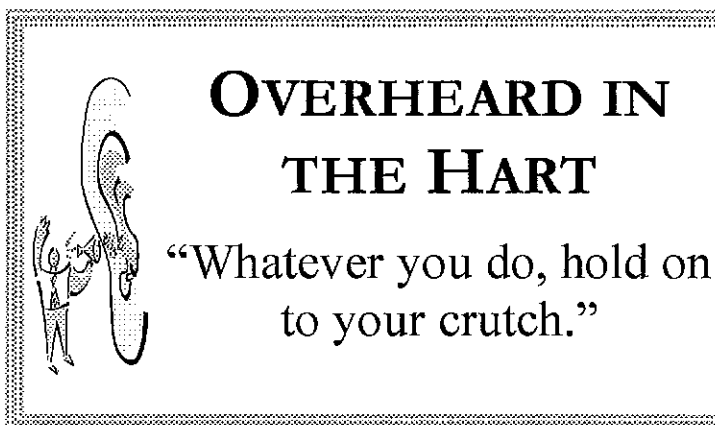 OVERHEARD IN
THE HART
“Whatever you do, hold on
to your crutch.”